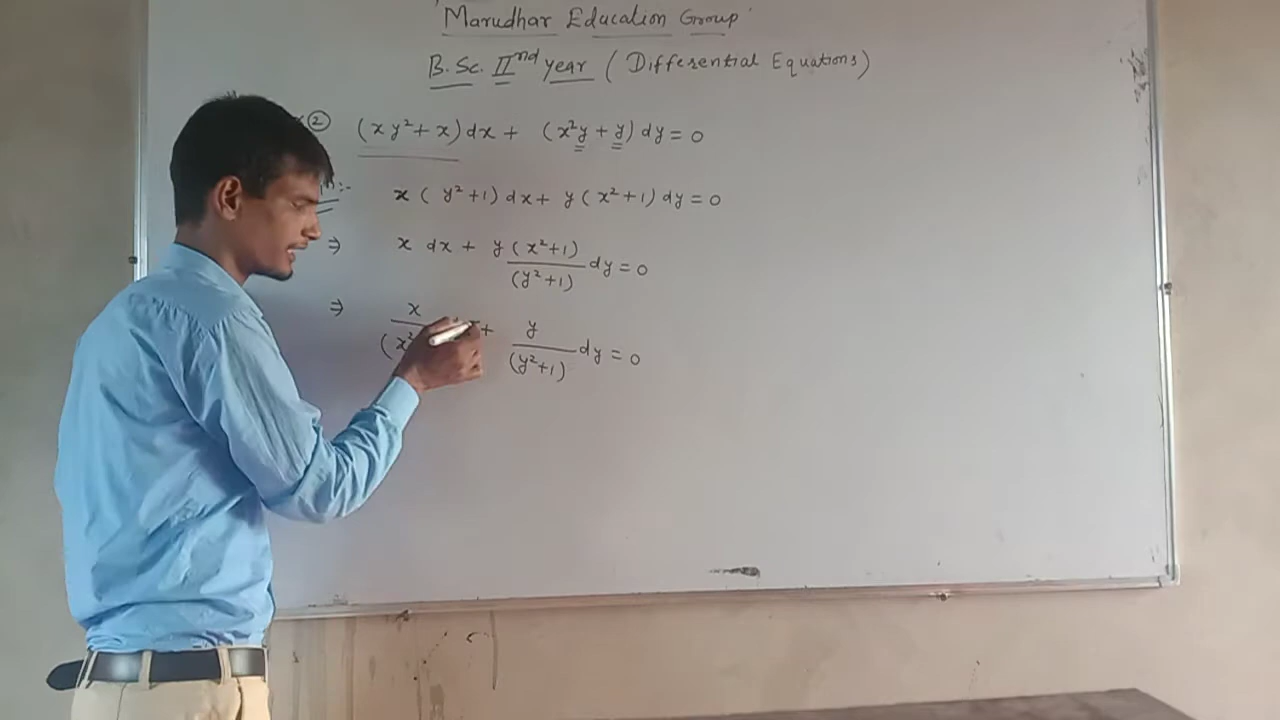 Marudhar Education Group
B.Sc. IInd year ( Differential Equations)
② (xy²+x)dx + (x²y+y)dy=0
:- x(y²+1)dx+ y(x²+1)dy=0
⇒ x dx + y(x²+1)/(y²+1) dy=0
⇒ x/(x² + y/(y²+1) dy=0